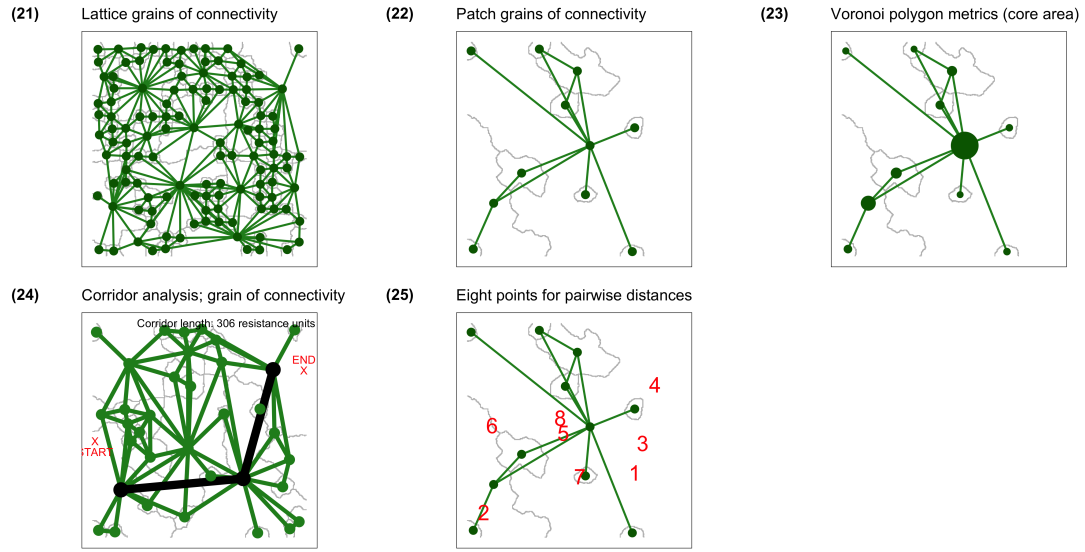 (21) Lattice grains of connectivity
(22) Patch grains of connectivity
(23) Voronoi polygon metrics (core area)
(24) Corridor analysis; grain of connectivity
Corridor length: 306 resistance units
END
X
X
START
(25) Eight points for pairwise distances
4
8
6
5
3
1
7
2